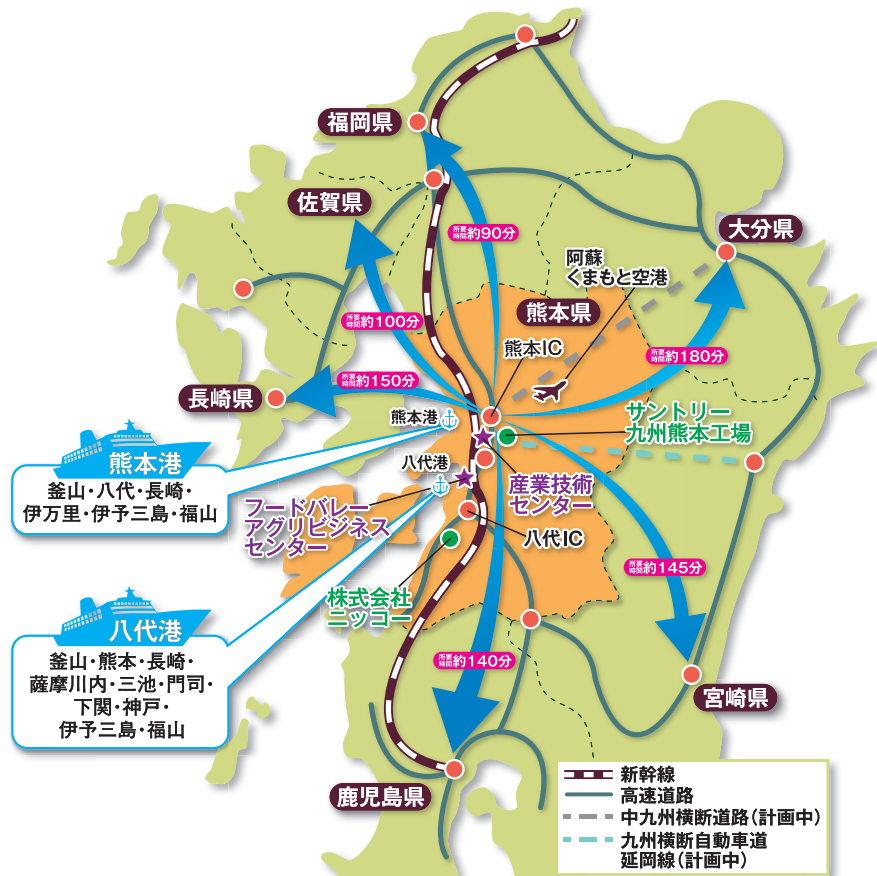 福岡県
佐賀県
所要時間 約90分
大分県
阿蘇
くまもと空港
熊本県
所要時間 約100分
熊本IC
所要時間 約180分
所要時間 約150分
長崎県
熊本港
サントリー
九州熊本工場
熊本港
釜山・八代・長崎・
伊万里・伊予三島・福山
八代港
産業技術
センター
フードバレー
アグリビジネス
センター
八代IC
所要時間 約145分
株式会社
ニッコー
八代港
釜山・熊本・長崎・
薩摩川内・三池・門司・
下関・神戸・
伊予三島・福山
所要時間 約140分
宮崎県
鹿児島県
新幹線
高速道路
中九州横断道路(計画中)
九州横断自動車道
延岡線(計画中)